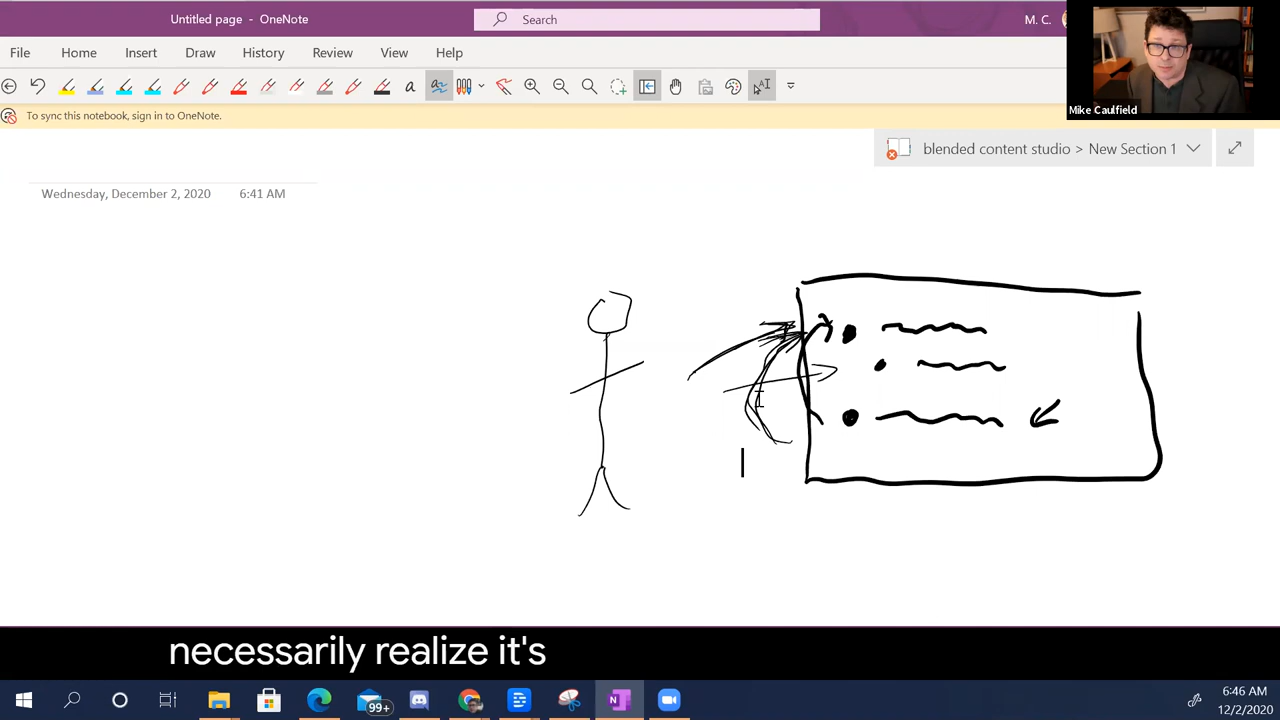 Untitled page - OneNote
Search
M. C.
File Home Insert Draw History Review View Help
a
Mike Caulfield
To sync this notebook, sign in to OneNote.
blended content studio > New Section 1
Wednesday, December 2, 2020 6:41 AM
necessarily realize it's
99+
N
6:46 AM
12/2/2020